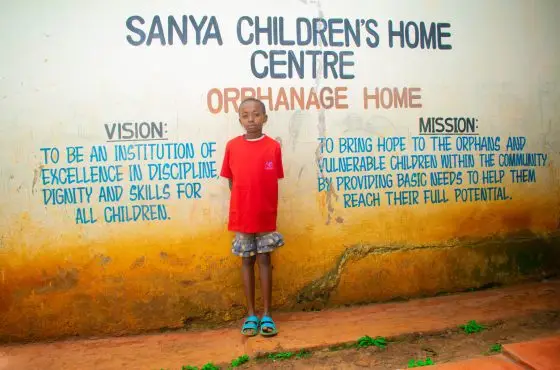 SANYA CHILDREN'S HOME
CENTRE
ORPHANAGE HOME
VISION:
TO BE AN INSTITUTION OF
EXCELLENCE IN DISCIPLINE,
DIGNITY AND SKILLS FOR
ALL CHILDREN.
MISSION:
TO BRING HOPE TO THE ORPHANS AND
VULNERABLE CHILDREN WITHIN THE COMMUNITY
BY PROVIDING BASIC NEEDS TO HELP THEM
REACH THEIR FULL POTENTIAL.